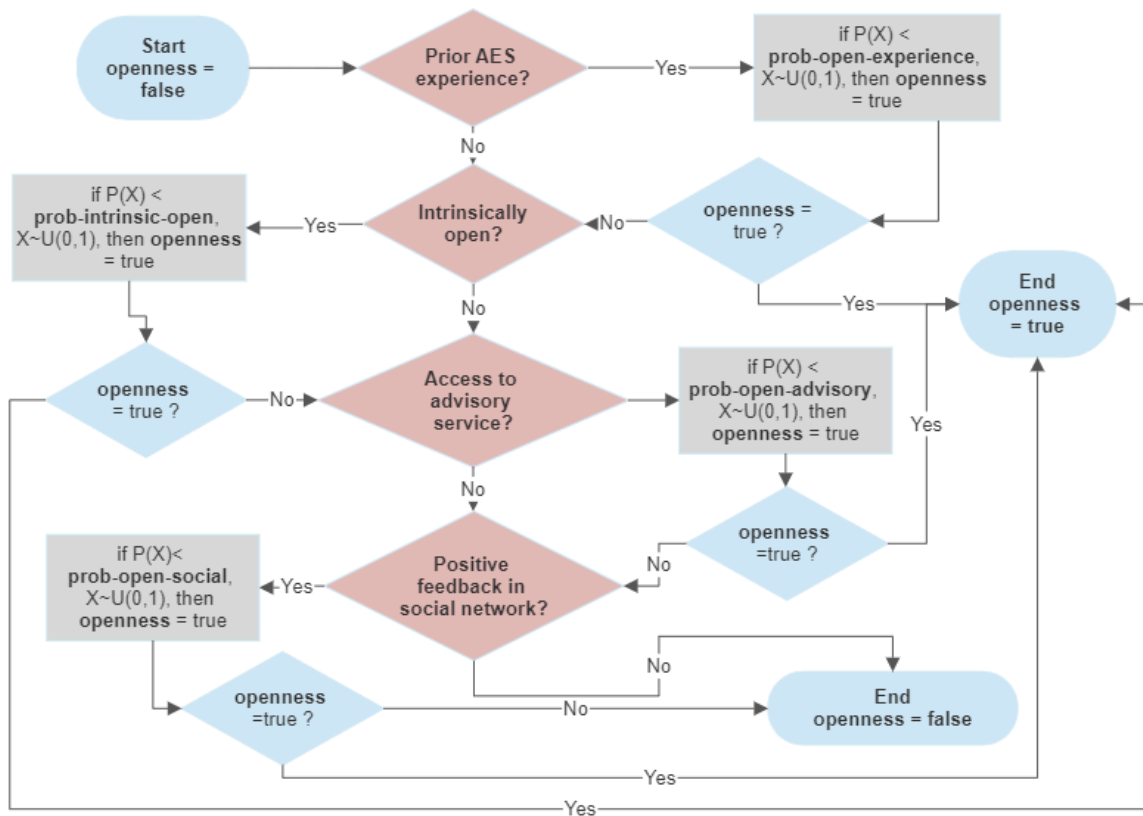 Start
openness =
false
Prior AES
experience?
Yes
if P(X) <
prob-open-experience,
X~U(0,1), then openness
= true
No
if P(X) <
prob-intrinsic-open,
X~U(0,1), then openness
= true
Yes
Intrinsically
open?
No
openness =
true ?
Yes
End
openness
= true
No
openness
= true ?
No
Access to
advisory
service?
if P(X) <
prob-open-advisory,
X~U(0,1), then
openness = true
Yes
No
if P(X)<
prob-open-social,
X~U(0,1), then
openness = true
Yes
Positive
feedback in
social network?
No
openness
=true ?
No
openness
=true ?
No
End
openness = false
Yes
Yes